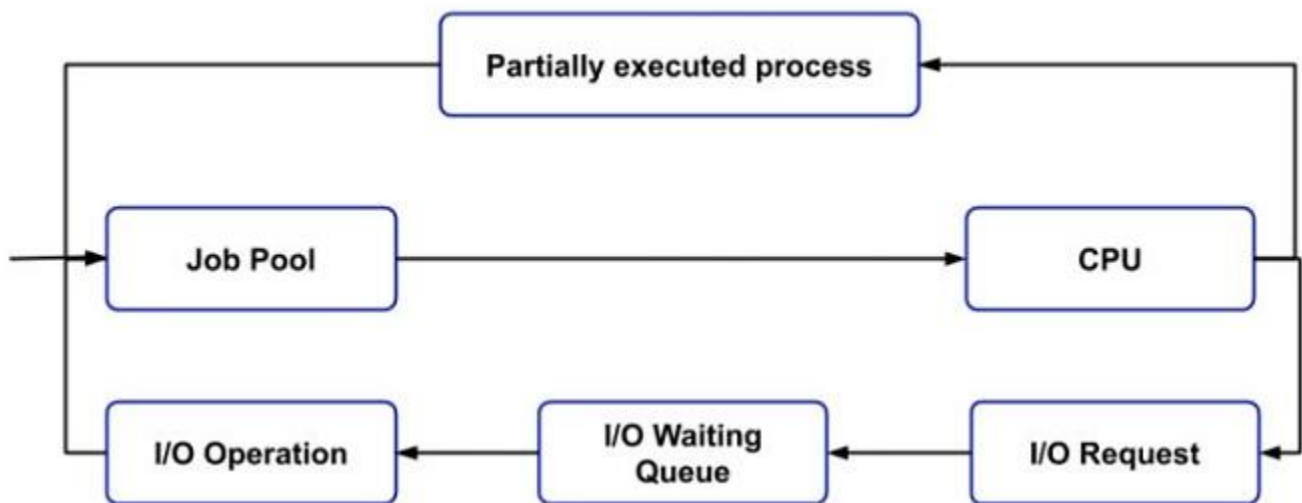 Partially executed process
Job Pool
CPU
I/O Operation
I/O Waiting
Queue
I/O Request